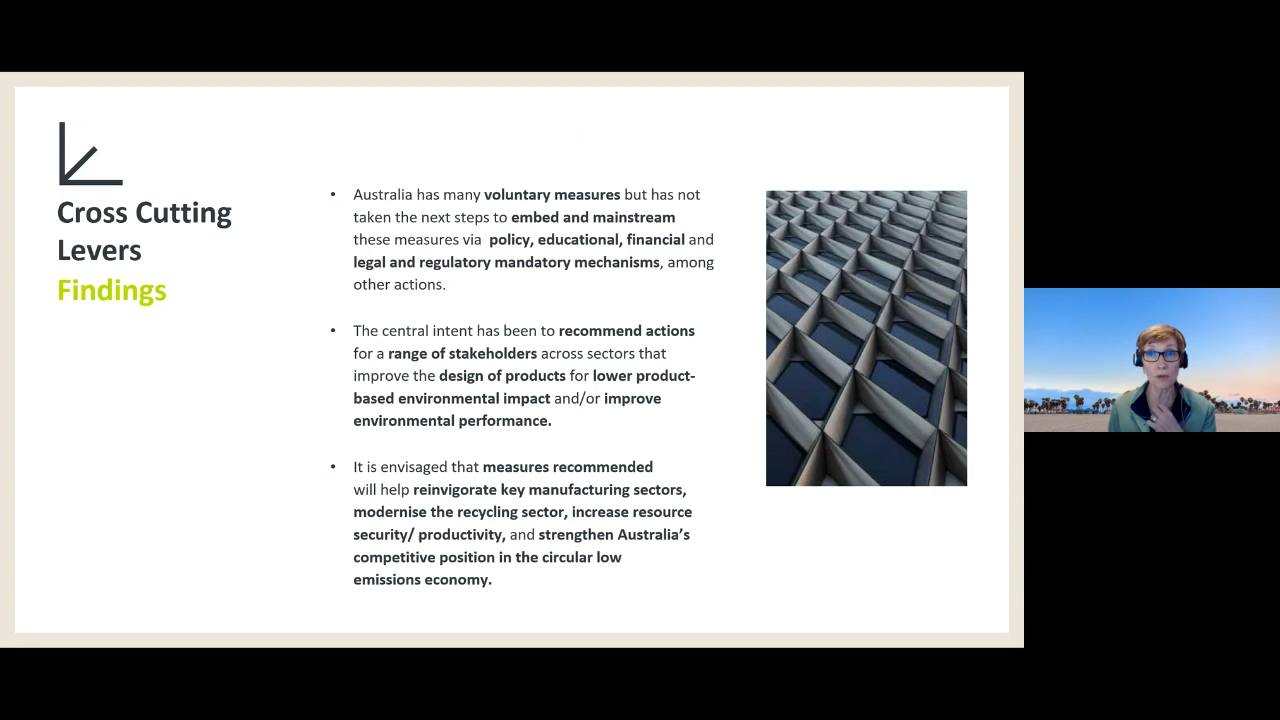 Cross Cutting
Levers
Findings
• Australia has many voluntary measures but has not
taken the next steps to embed and mainstream
these measures via  policy, educational, financial and
legal and regulatory mandatory mechanisms, among
other actions.
• The central intent has been to recommend actions
for a range of stakeholders across sectors that
improve the design of products for lower product-
based environmental impact and/or improve
environmental performance.
• It is envisaged that measures recommended
will help reinvigorate key manufacturing sectors,
modernise the recycling sector, increase resource
security/ productivity, and strengthen Australia’s
competitive position in the circular low
emissions economy.